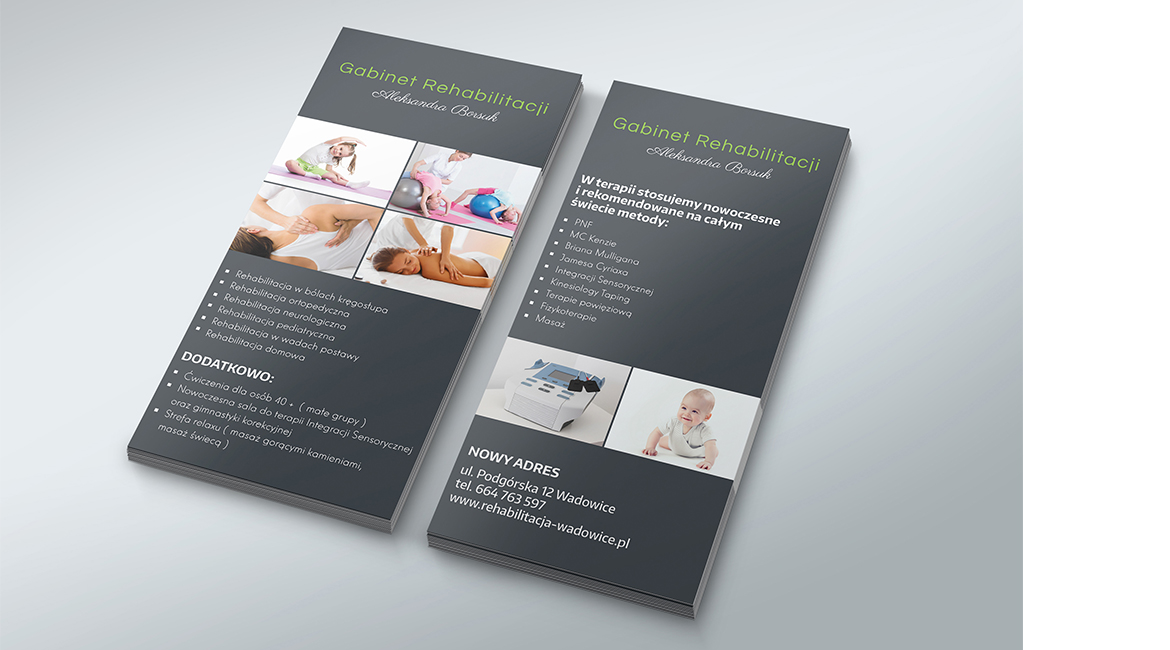 Gabinet Rehabilitacji
Aleksandra Borsuk
Rehabilitacja w bólach kręgosłupa
Rehabilitacja ortopedyczna
Rehabilitacja neurologiczna
Rehabilitacja pediatryczna
Rehabilitacja w wadach postawy
Rehabilitacja domowa
DODATKOWO:
Ćwiczenia dla osób 40 + ( małe grupy )
Nowoczesna sala do terapii Integracji Sensorycznej
oraz gimnastyki korekcyjnej
Strefa relaxu ( masaż gorącymi kamieniami,
masaż świecą )
Gabinet Rehabilitacji
Aleksandra Borsuk
W terapii stosujemy nowoczesne
i rekomendowane na całym
świecie metody:
PNF
MC Kenzie
Briana Mulligana
Jamesa Cyriaxa
Integracji Sensorycznej
Kinesiology Taping
Terapie powięziową
Fizykoterapie
Masaż
NOWY ADRES
ul. Podgórska 12 Wadowice
tel. 664 763 597
www.rehabilitacja-wadowice.pl